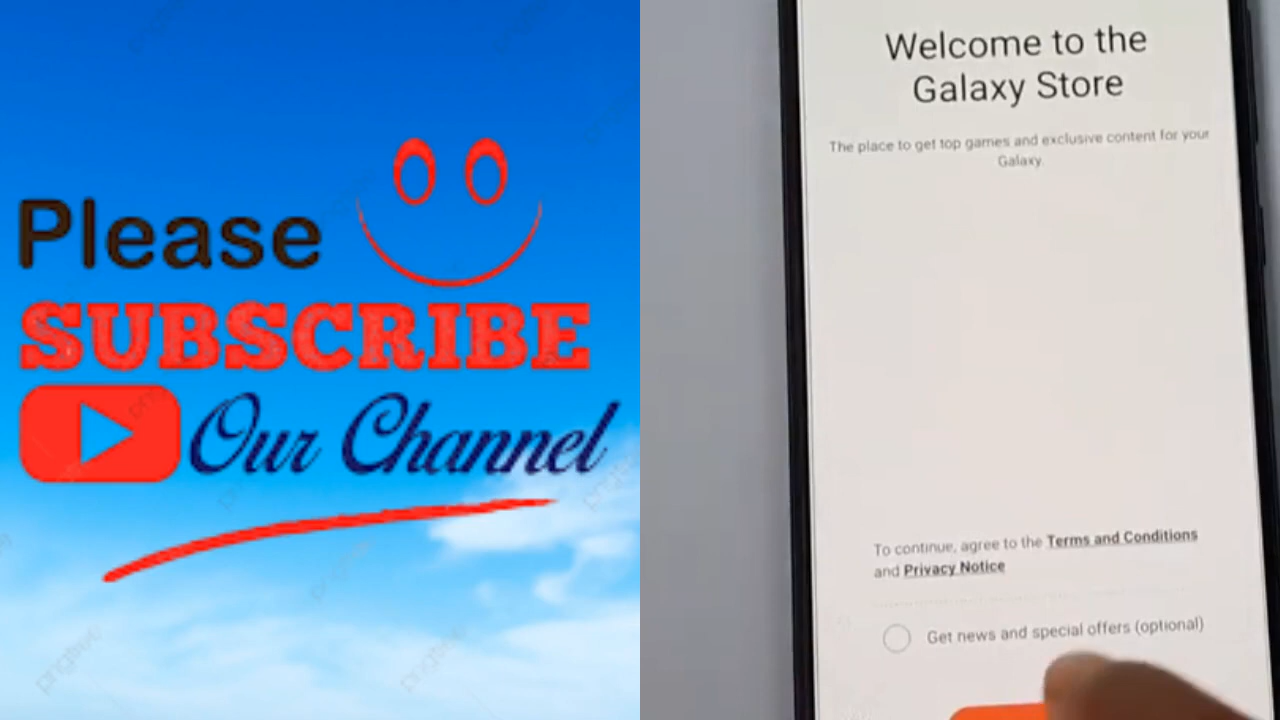 Please
SUBSCRIBE
Our Channel
Welcome to the
Galaxy Store
The place to get top games and exclusive content for your
Galaxy.
To continue, agree to the Terms and Conditions
and Privacy Notice
Get news and special offers (optional)